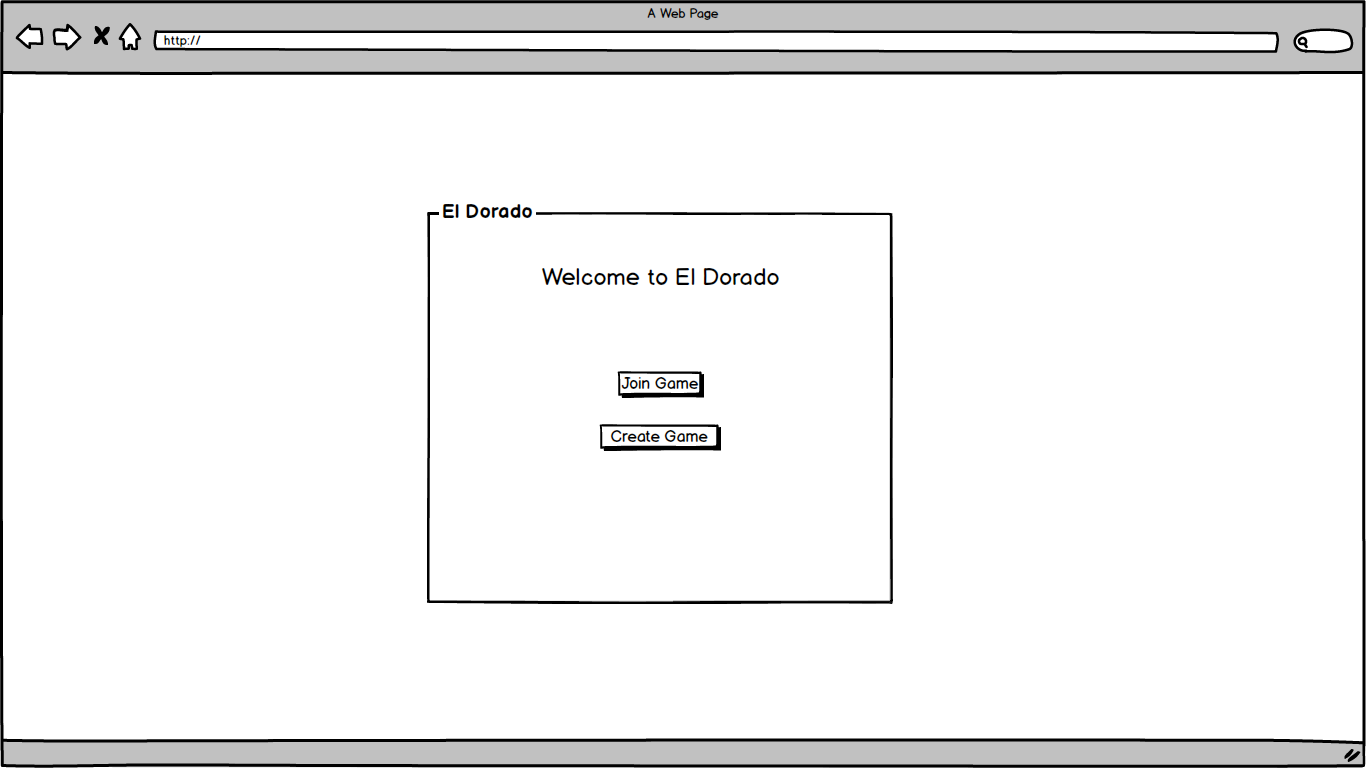 A Web Page
http://
El Dorado
Welcome to El Dorado
Join Game
Create Game